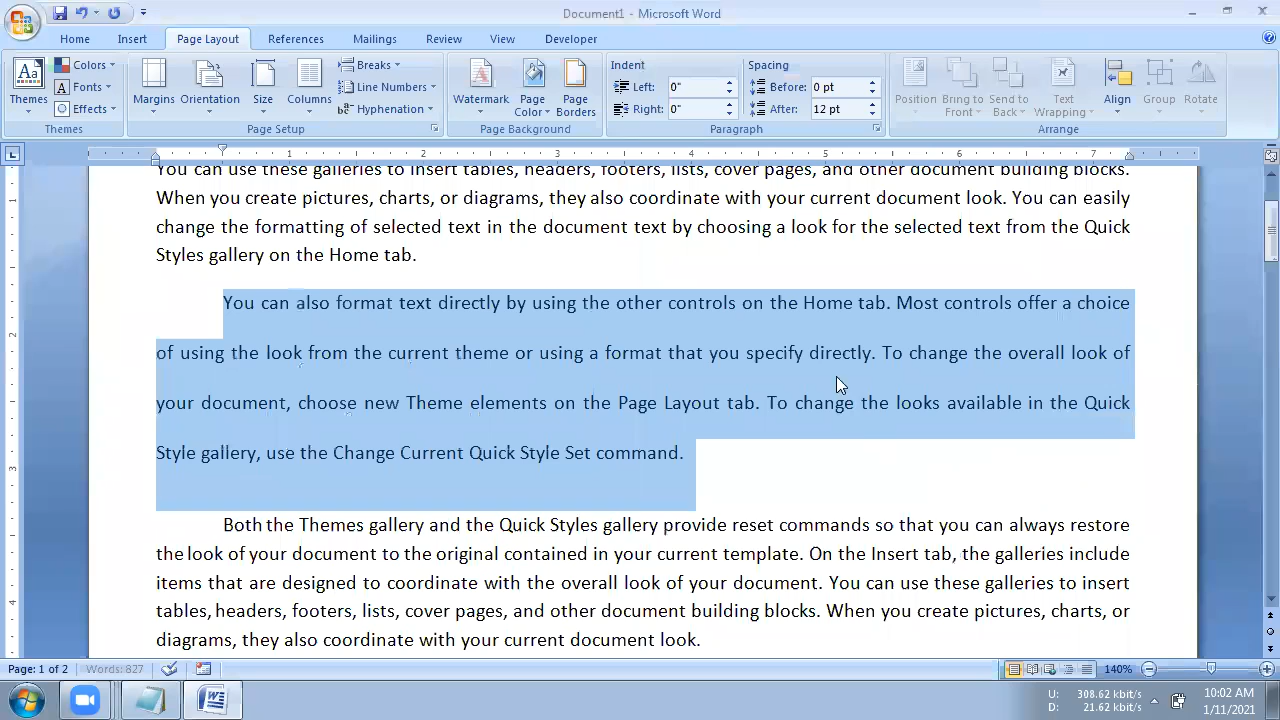 Document1 - Microsoft Word
Home Insert Page Layout References Mailings Review View Developer
Aa Themes
Colors
Fonts
Effects
Themes
Margins Orientation Size Columns
Breaks
Line Numbers
Hyphenation
Page Setup
Watermark Page Color Page Borders
Page Background
Indent
Left: 0"
Right: 0"
Spacing
Before: 0 pt
After: 12 pt
Paragraph
Position Bring to Front Send to Back Text Wrapping Align Group Rotate
Arrange
1 2 3 4 5 6 7
You can use these galleries to insert tables, headers, footers, lists, cover pages, and other document building blocks.
When you create pictures, charts, or diagrams, they also coordinate with your current document look. You can easily
change the formatting of selected text in the document text by choosing a look for the selected text from the Quick
Styles gallery on the Home tab.
You can also format text directly by using the other controls on the Home tab. Most controls offer a choice
of using the look from the current theme or using a format that you specify directly. To change the overall look of
your document, choose new Theme elements on the Page Layout tab. To change the looks available in the Quick
Style gallery, use the Change Current Quick Style Set command.
Both the Themes gallery and the Quick Styles gallery provide reset commands so that you can always restore
the look of your document to the original contained in your current template. On the Insert tab, the galleries include
items that are designed to coordinate with the overall look of your document. You can use these galleries to insert
tables, headers, footers, lists, cover pages, and other document building blocks. When you create pictures, charts, or
diagrams, they also coordinate with your current document look.
1
2
3
4
Page: 1 of 2 Words: 827 140%
U: 308.62 kbit/s
D: 21.62 kbit/s
10:02 AM
1/11/2021